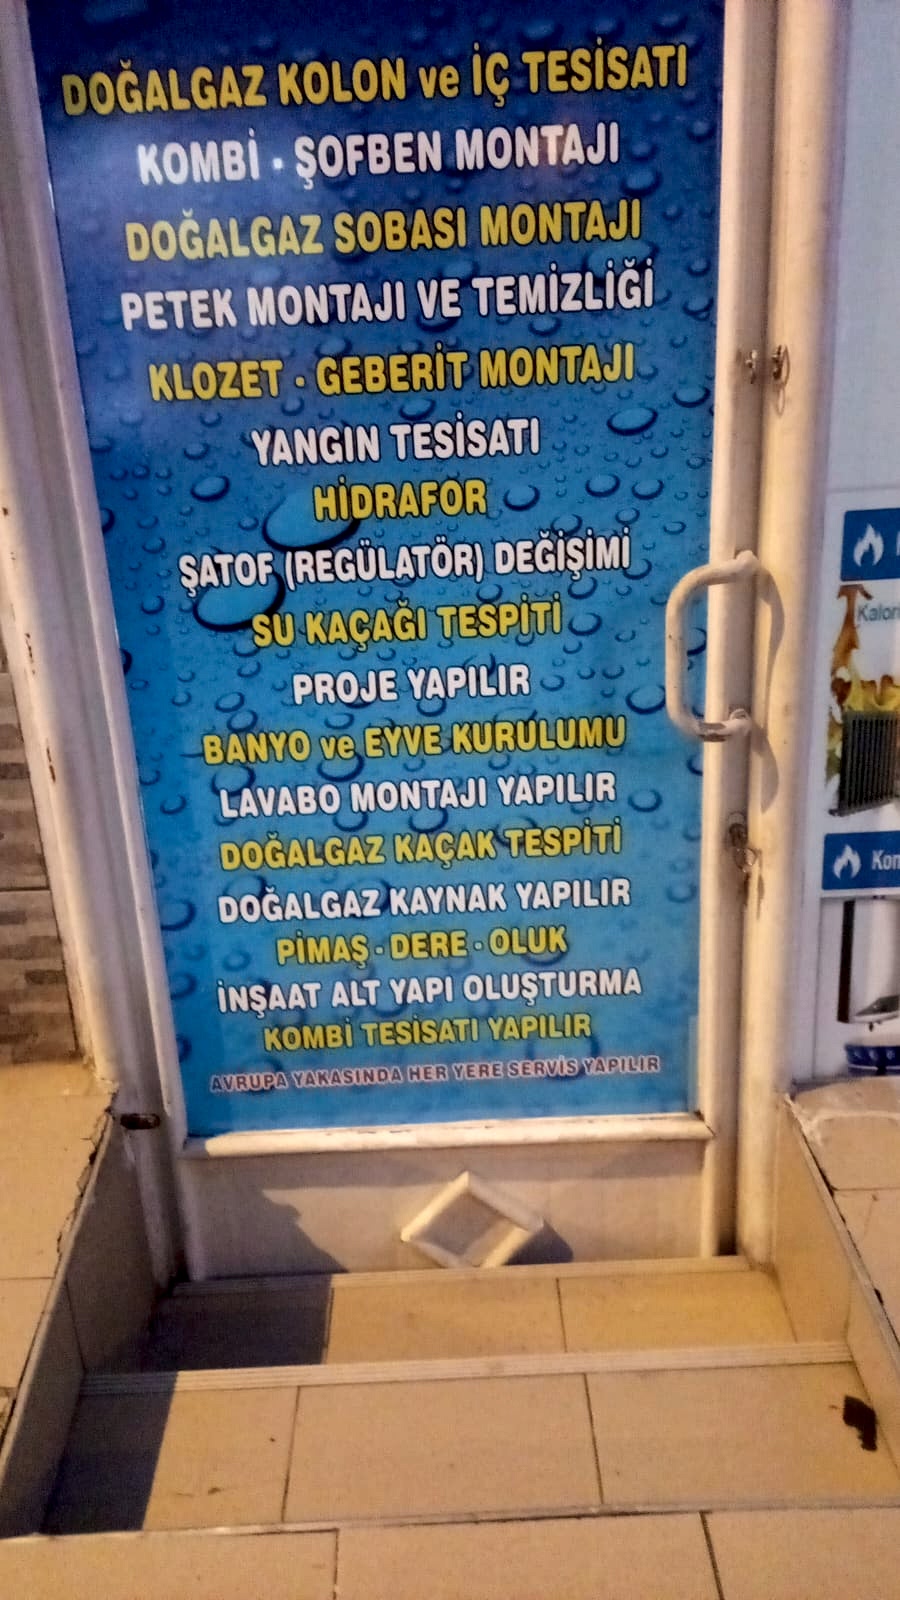 DOĞALGAZ KOLON ve İÇ TESİSATI
KOMBİ - ŞOFBEN MONTAJI
DOĞALGAZ SOBASI MONTAJI
PETEK MONTAJI VE TEMİZLİĞİ
KLOZET - GEBERİT MONTAJI
YANGIN TESİSATI
HİDRAFOR
ŞATOF (REGÜLATÖR) DEĞİŞİMİ
SU KAÇAĞI TESPİTİ
PROJE YAPILIR
BANYO ve EYVE KURULUMU
LAVABO MONTAJI YAPILIR
DOĞALGAZ KAÇAK TESPİTİ
DOĞALGAZ KAYNAK YAPILIR
PİMAŞ - DERE - OLUK
İNŞAAT ALT YAPI OLUŞTURMA
KOMBİ TESİSATI YAPILIR
AVRUPA YAKASINDA HER YERE SERVİS YAPILIR